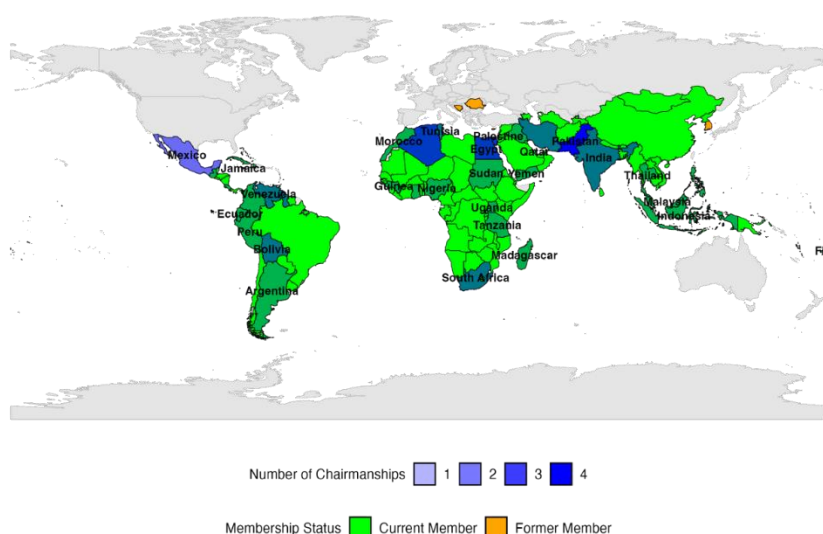 Tunisia
Morocco
Palestine
Egypt
Pakistan
Mexico
Jamaica
Qatar
India
Sudan
Yemen
Thailand
Guinea
Nigeria
Venezuela
Malaysia
Uganda
Ecuador
Indonesia
Tanzania
Peru
Bolivia
Madagascar
South Africa
Argentina
Number of Chairmanships 1 2 3 4
Membership Status Current Member Former Member